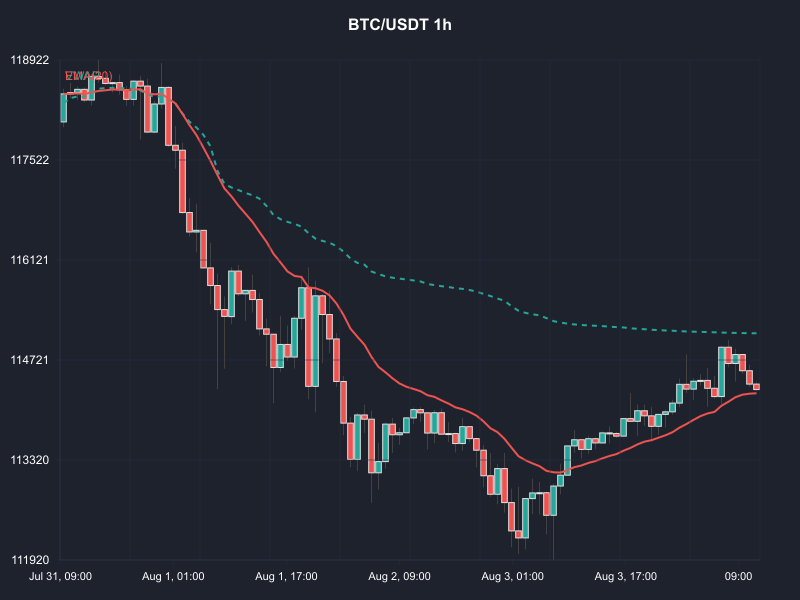 BTC/USDT 1h
118922
117522
116121
114721
113320
111920
Jul 31, 09:00
Aug 1, 01:00
Aug 1, 17:00
Aug 2, 09:00
Aug 3, 01:00
Aug 3, 17:00
09:00